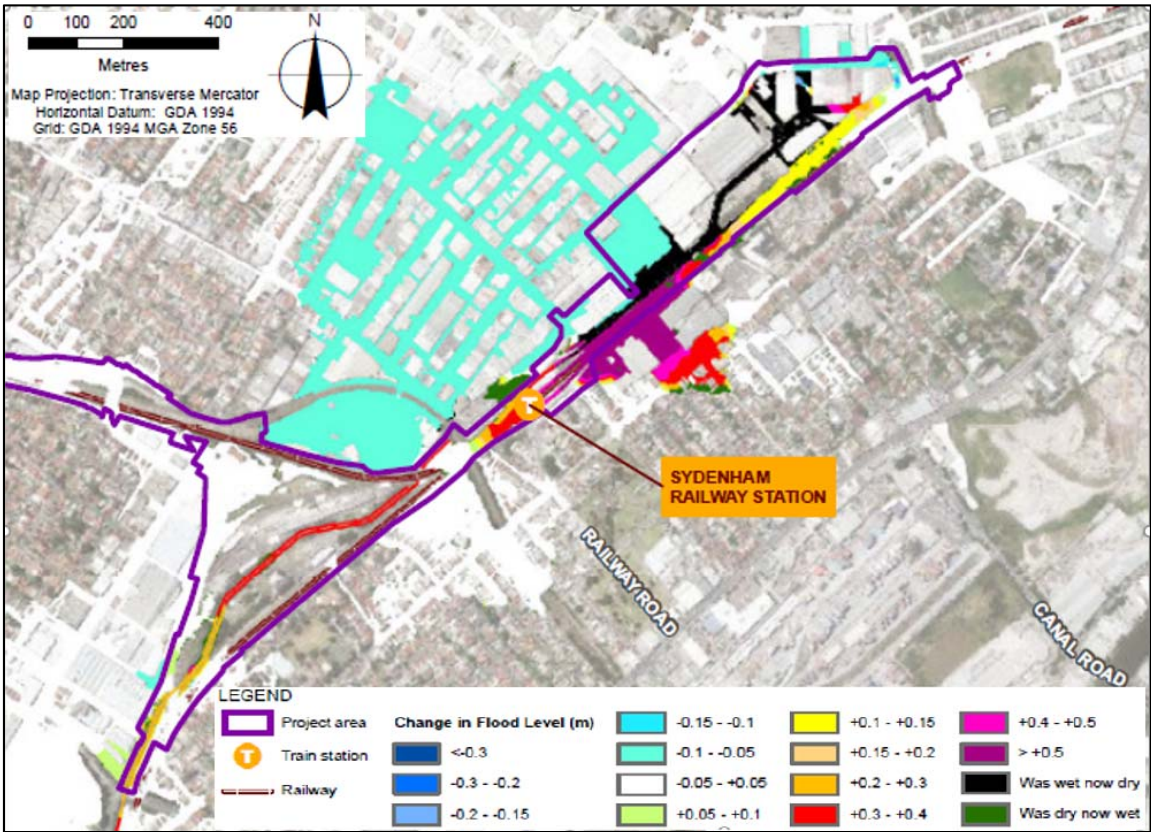 0 100 200 400
Metres
Map Projection: Transverse Mercator
Horizontal Datum: GDA 1994
Grid: GDA 1994 MGA Zone 56
N
T
SYDENHAM
RAILWAY STATION
RAILWAY ROAD
CANAL ROAD
LEGEND
Project area
T Train station
Railway
Change in Flood Level (m)
<-0.3
-0.3 - -0.2
-0.2 - -0.15
-0.15 - -0.1
-0.1 - -0.05
-0.05 - +0.05
+0.05 - +0.1
+0.1 - +0.15
+0.15 - +0.2
+0.2 - +0.3
+0.3 - +0.4
+0.4 - +0.5
> +0.5
Was wet now dry
Was dry now wet